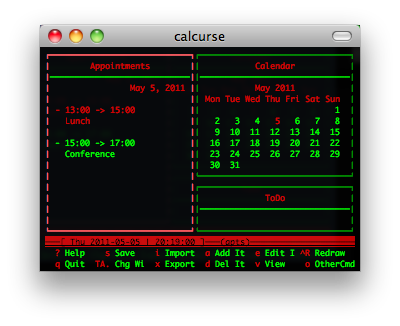 calcurse
Appointments
May 5, 2011
- 13:00 -> 15:00
Lunch
- 15:00 -> 17:00
Conference
Calendar
May 2011
Mon Tue Wed Thu Fri Sat Sun
1
2 3 4 5 6 7 8
9 10 11 12 13 14 15
16 17 18 19 20 21 22
23 24 25 26 27 28 29
30 31
ToDo
---[ Thu 2011-05-05 | 20:19:00 ]---(apts)
? Help s Save i Import a Add It e Edit I ^R Redraw
q Quit TA. Chg Wi x Export d Del It v View o OtherCmd